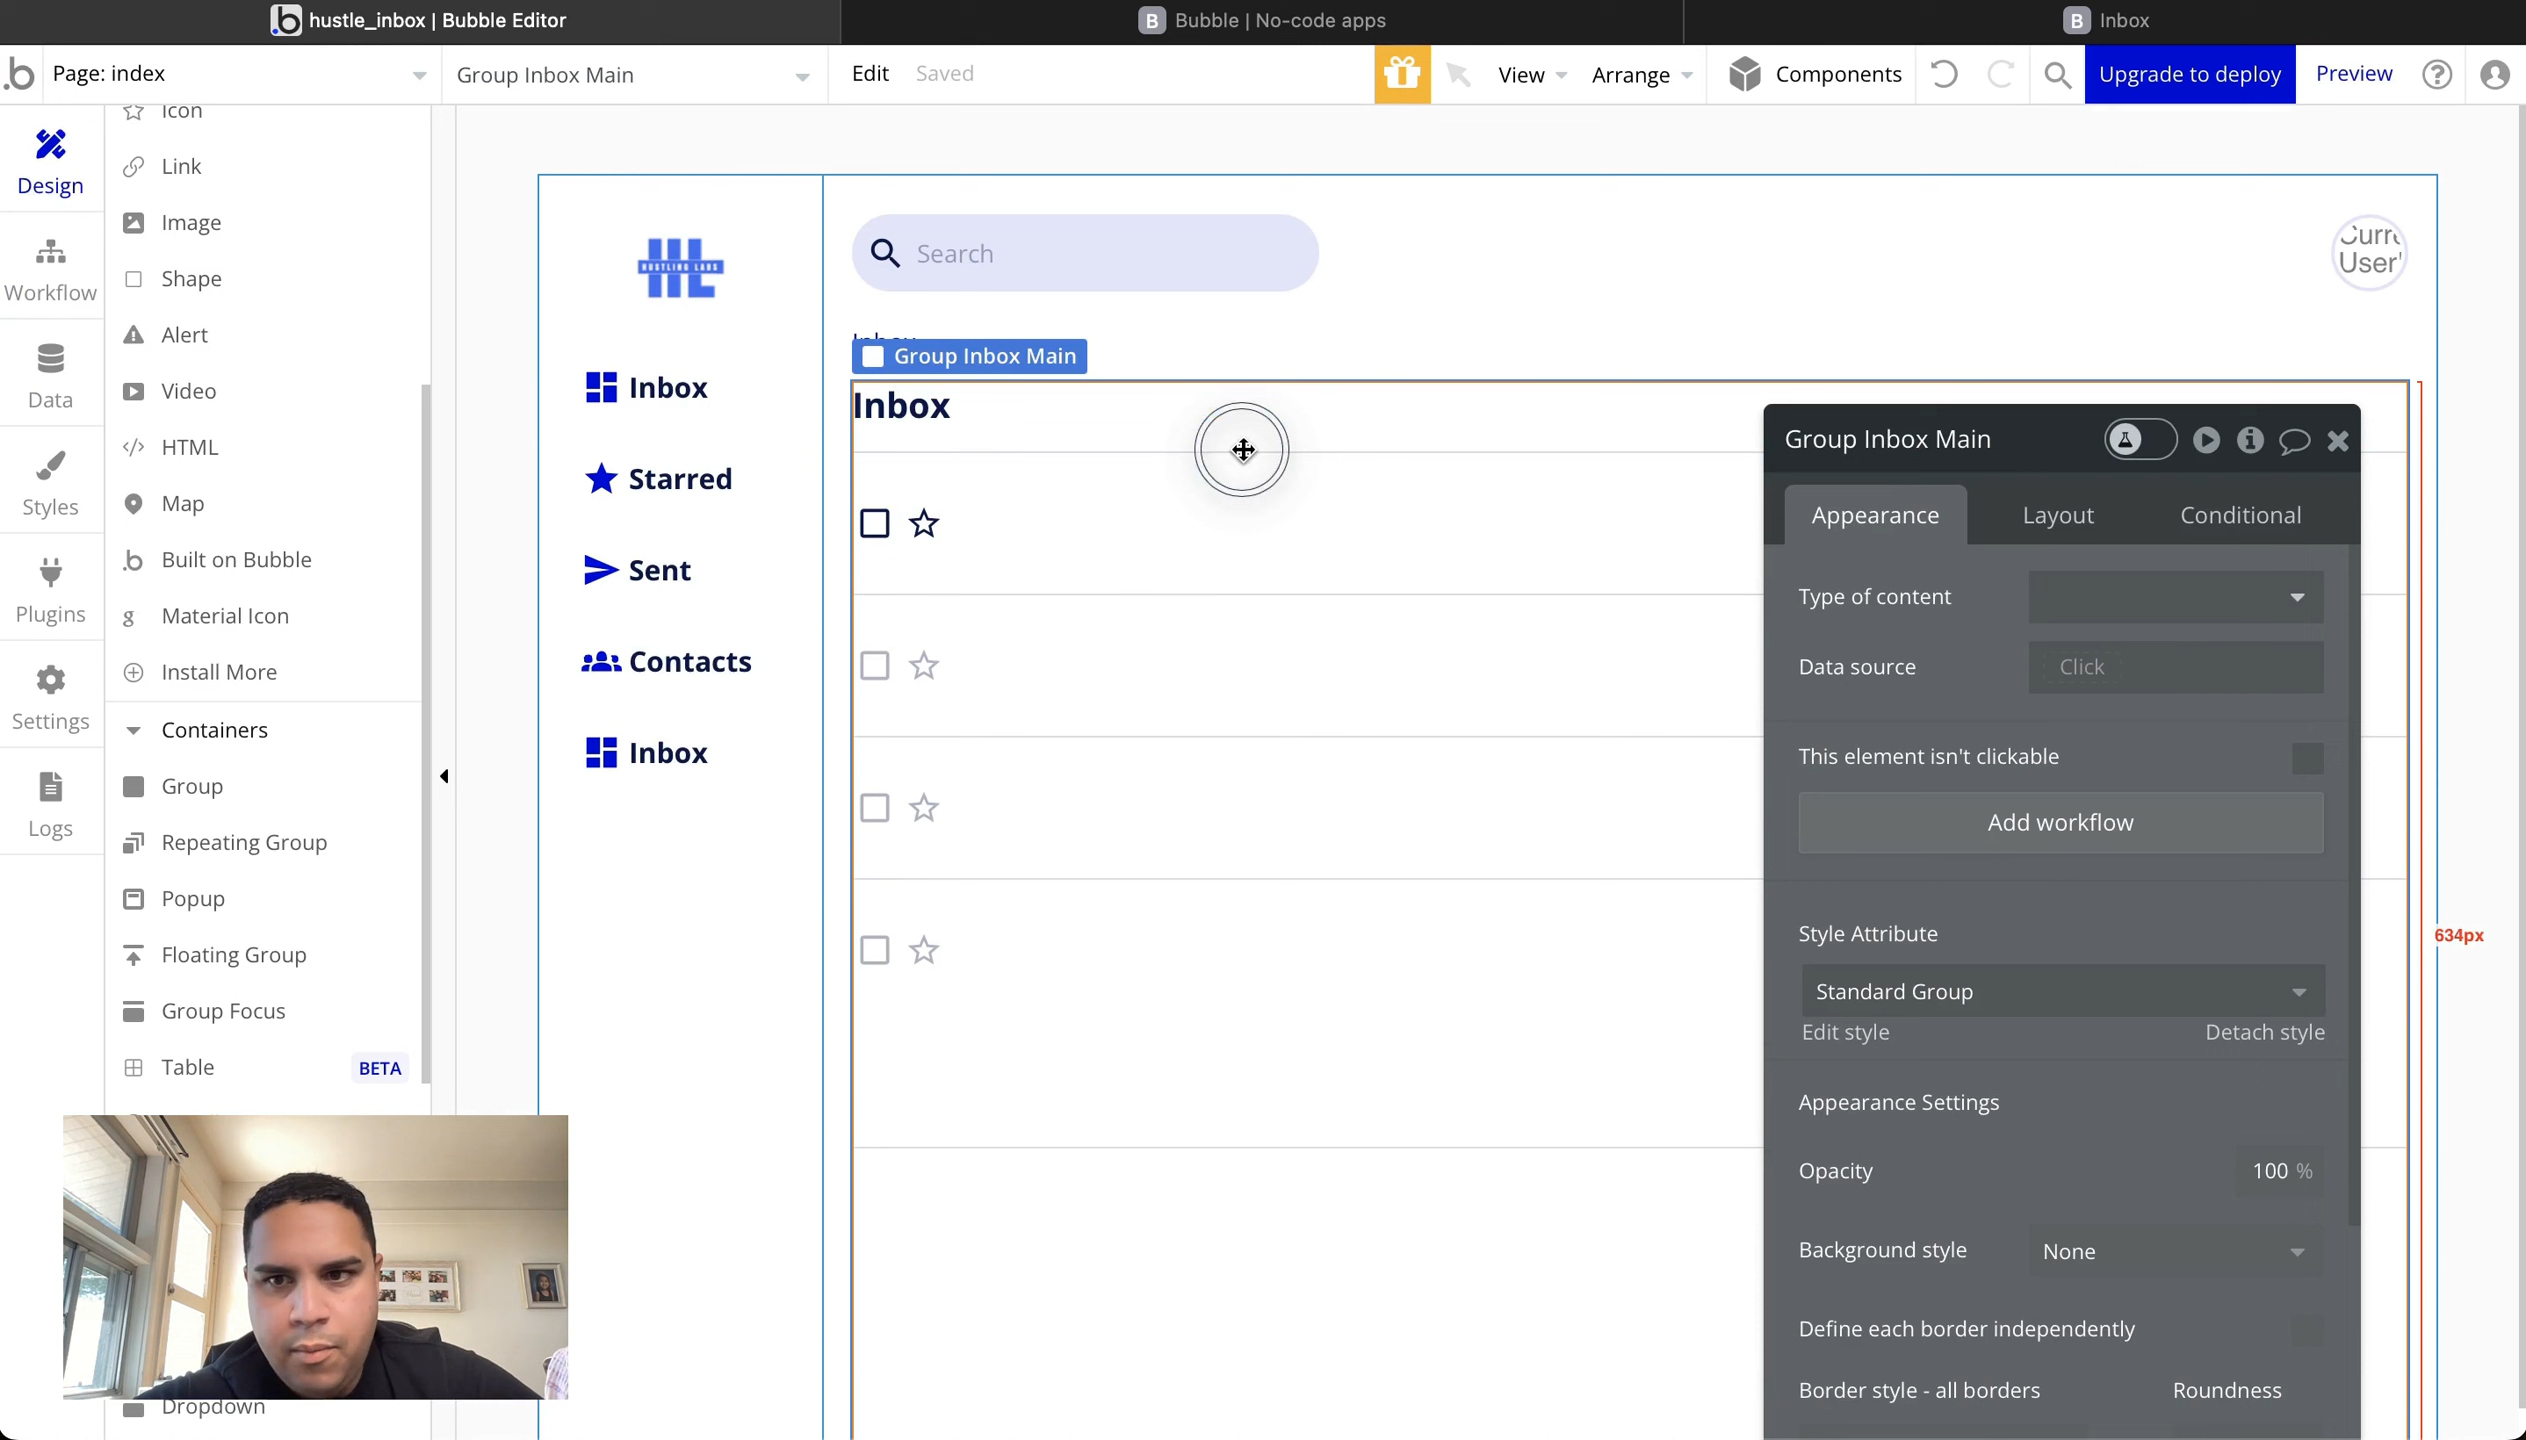 hustle_inbox | Bubble Editor
Bubble | No-code apps
Inbox
Page: index
Group Inbox Main
Edit
Saved
View
Arrange
Components
Upgrade to deploy
Preview
Design
Workflow
Data
Styles
Plugins
Settings
Logs
Icon
Link
Image
Shape
Alert
Video
HTML
Map
Built on Bubble
Material Icon
Install More
Containers
Group
Repeating Group
Popup
Floating Group
Group Focus
Table
BETA
Dropdown
HUSTLING LABS
Inbox
Starred
Sent
Contacts
Inbox
Search
Curre
User'
Inbox
Group Inbox Main
Inbox
634px
Group Inbox Main
Appearance
Layout
Conditional
Type of content
Data source
Click
This element isn't clickable
Add workflow
Style Attribute
Standard Group
Edit style
Detach style
Appearance Settings
Opacity
100 %
Background style
None
Define each border independently
Border style - all borders
Roundness